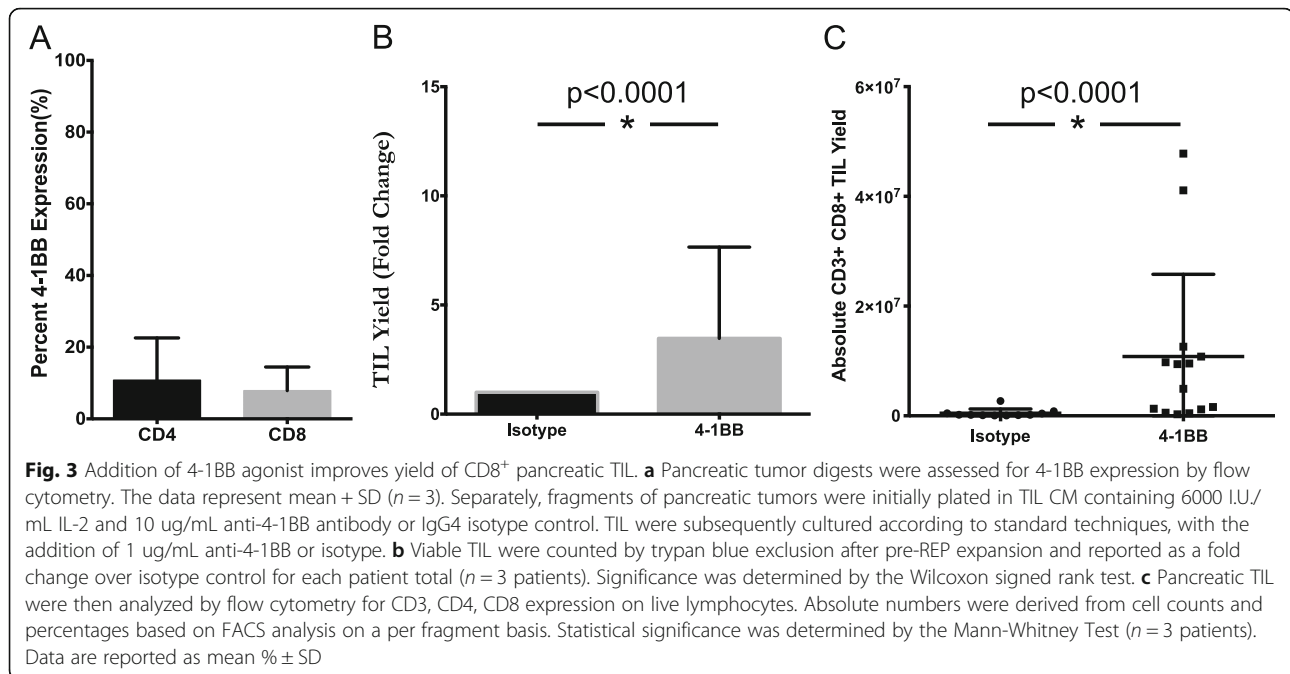 A
Percent 4-1BB Expression(%)
100
80
60
40
20
0
CD4 CD8
B
TIL Yield (Fold Change)
15
10
5
0
p<0.0001
*
Isotype 4-1BB
C
Absolute CD3+ CD8+ TIL Yield
6×10⁷
4×10⁷
2×10⁷
0
p<0.0001
*
Isotype 4-1BB
Fig. 3 Addition of 4-1BB agonist improves yield of CD8⁺ pancreatic TIL. a Pancreatic tumor digests were assessed for 4-1BB expression by flow
cytometry. The data represent mean + SD (n = 3). Separately, fragments of pancreatic tumors were initially plated in TIL CM containing 6000 I.U./
mL IL-2 and 10 ug/mL anti-4-1BB antibody or IgG4 isotype control. TIL were subsequently cultured according to standard techniques, with the
addition of 1 ug/mL anti-4-1BB or isotype. b Viable TIL were counted by trypan blue exclusion after pre-REP expansion and reported as a fold
change over isotype control for each patient total (n = 3 patients). Significance was determined by the Wilcoxon signed rank test. c Pancreatic TIL
were then analyzed by flow cytometry for CD3, CD4, CD8 expression on live lymphocytes. Absolute numbers were derived from cell counts and
percentages based on FACS analysis on a per fragment basis. Statistical significance was determined by the Mann-Whitney Test (n = 3 patients).
Data are reported as mean % ± SD